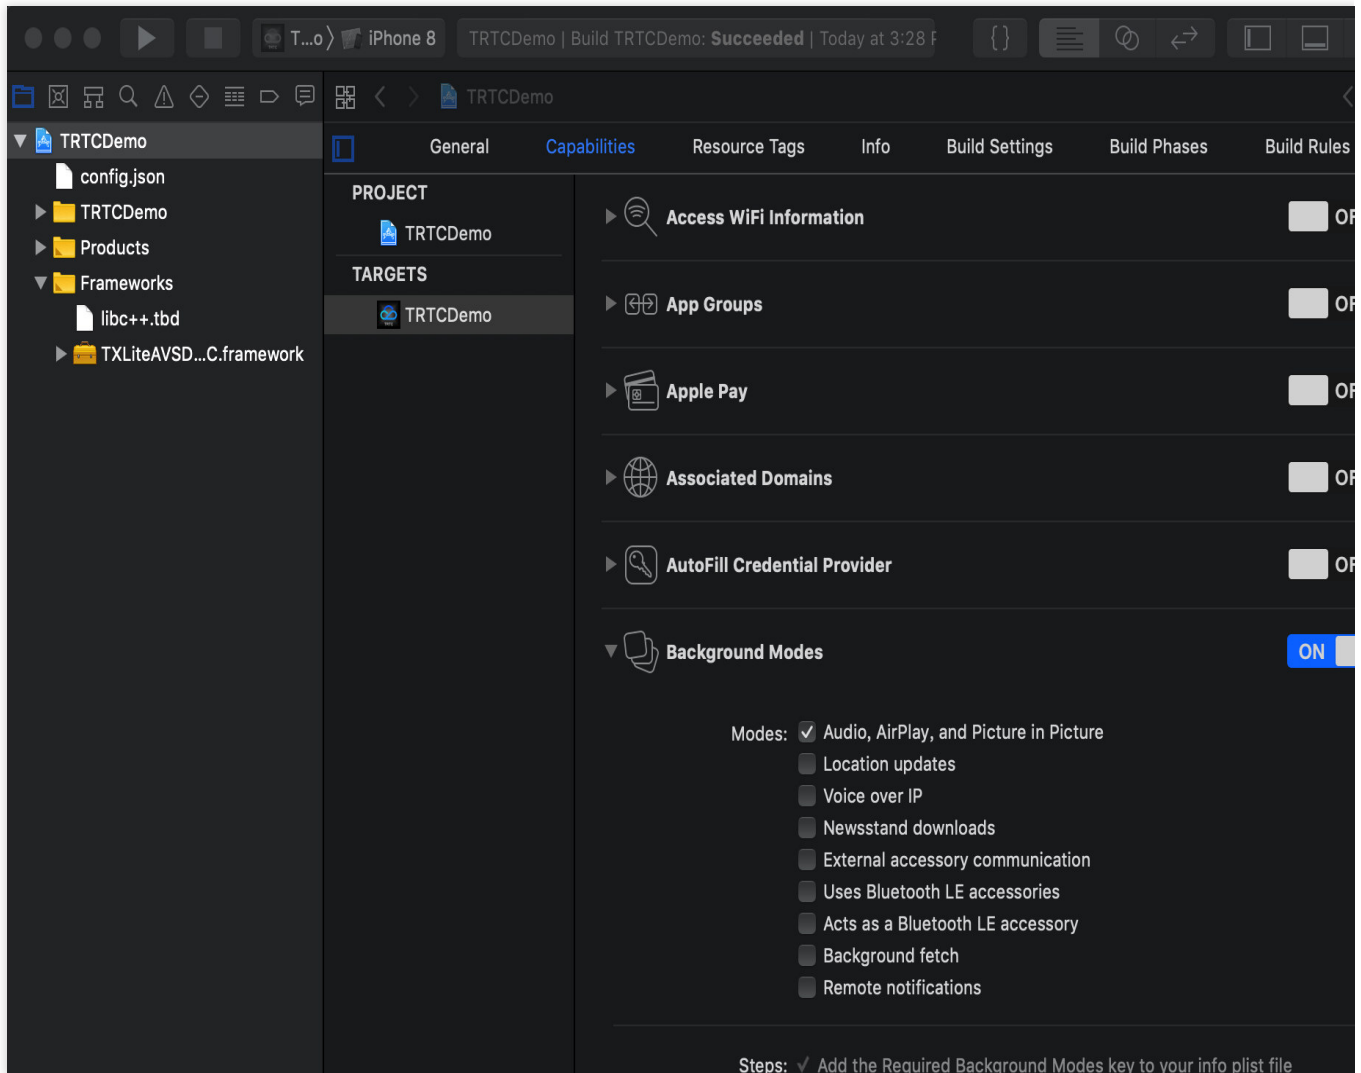 T...o iPhone 8 TRTCDemo | Build TRTCDemo: Succeeded | Today at 3:28
TRTCDemo
TRTCDemo
config.json
TRTCDemo
Products
Frameworks
libc++.tbd
TXLiteAVSD...C.framework
General Capabilities Resource Tags Info Build Settings Build Phases Build Rules
PROJECT
TRTCDemo
TARGETS
TRTCDemo
Access WiFi Information
App Groups
Apple Pay
Associated Domains
AutoFill Credential Provider
Background Modes ON
Modes: Audio, AirPlay, and Picture in Picture
Location updates
Voice over IP
Newsstand downloads
External accessory communication
Uses Bluetooth LE accessories
Acts as a Bluetooth LE accessory
Background fetch
Remote notifications
Steps: ✓ Add the Required Background Modes key to your info plist file